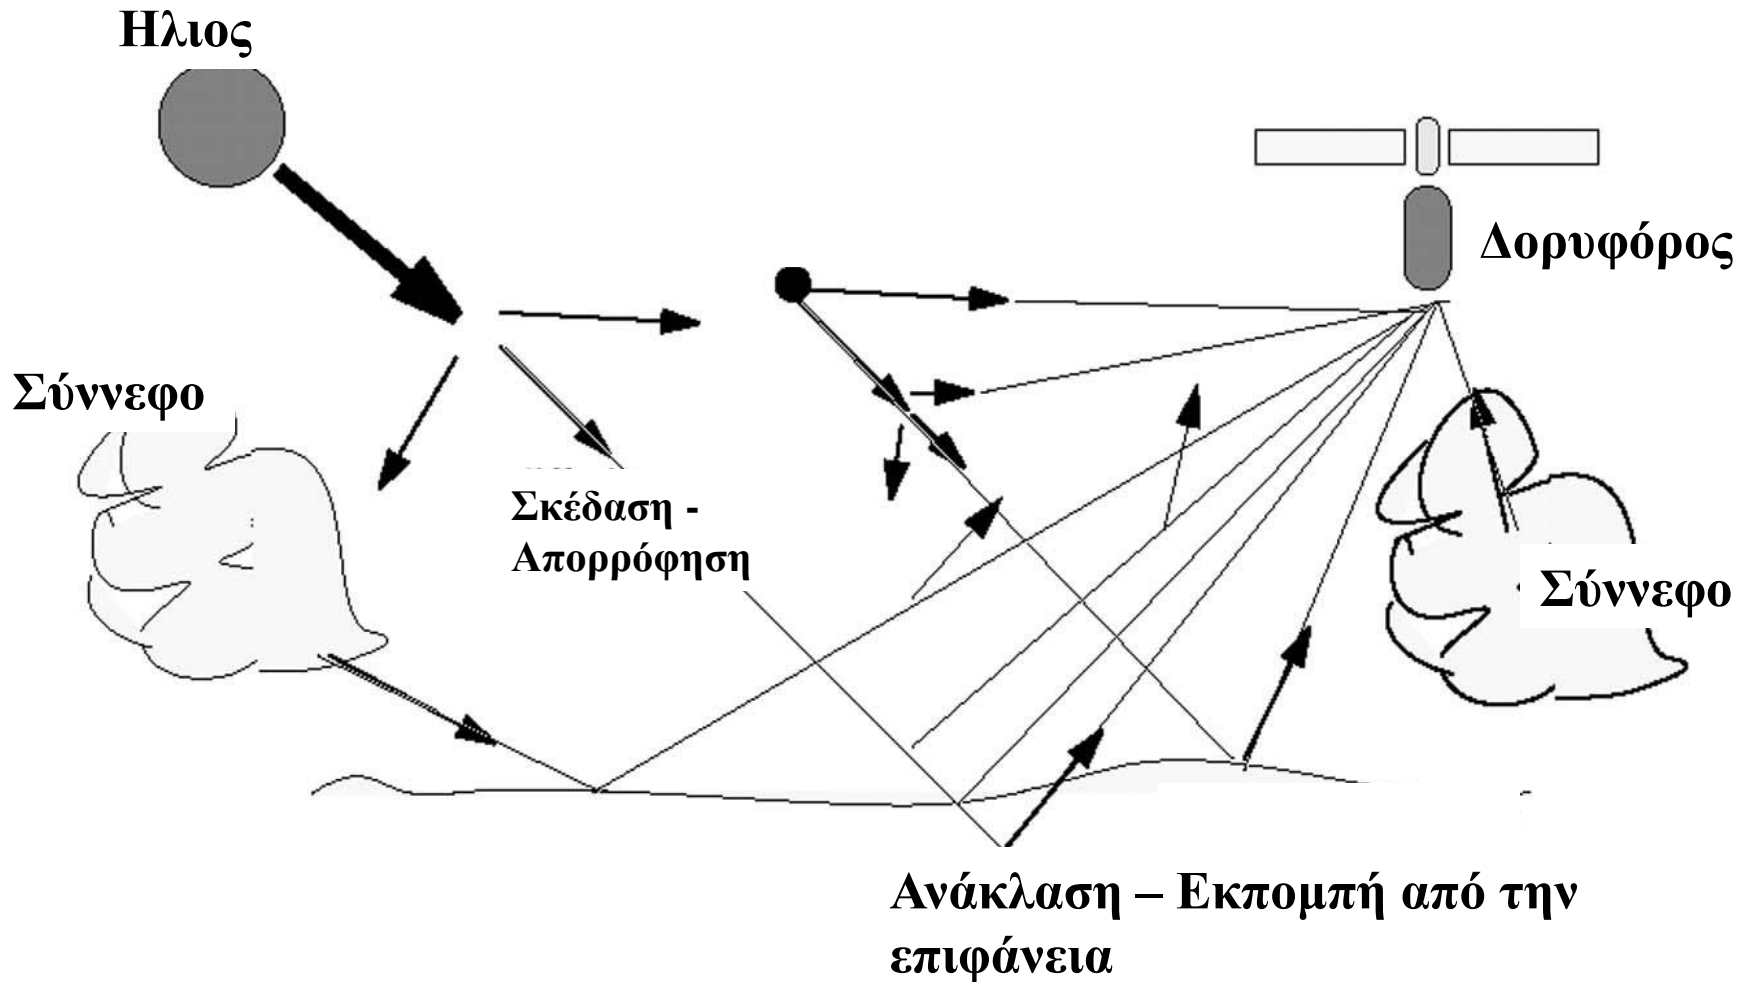 Ηλιος
Δορυφόρος
Σύννεφο
Σκέδαση -
Απορρόφηση
Σύννεφο
Ανάκλαση – Εκπομπή από την
επιφάνεια